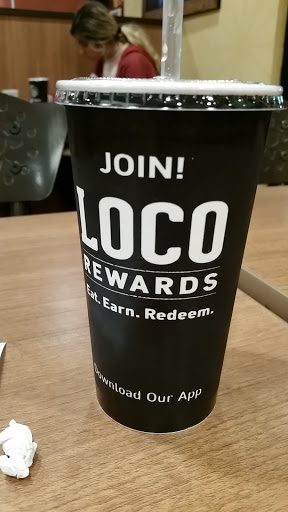 JOIN!
LOCO
REWARDS
Eat. Earn. Redeem.
Download Our App